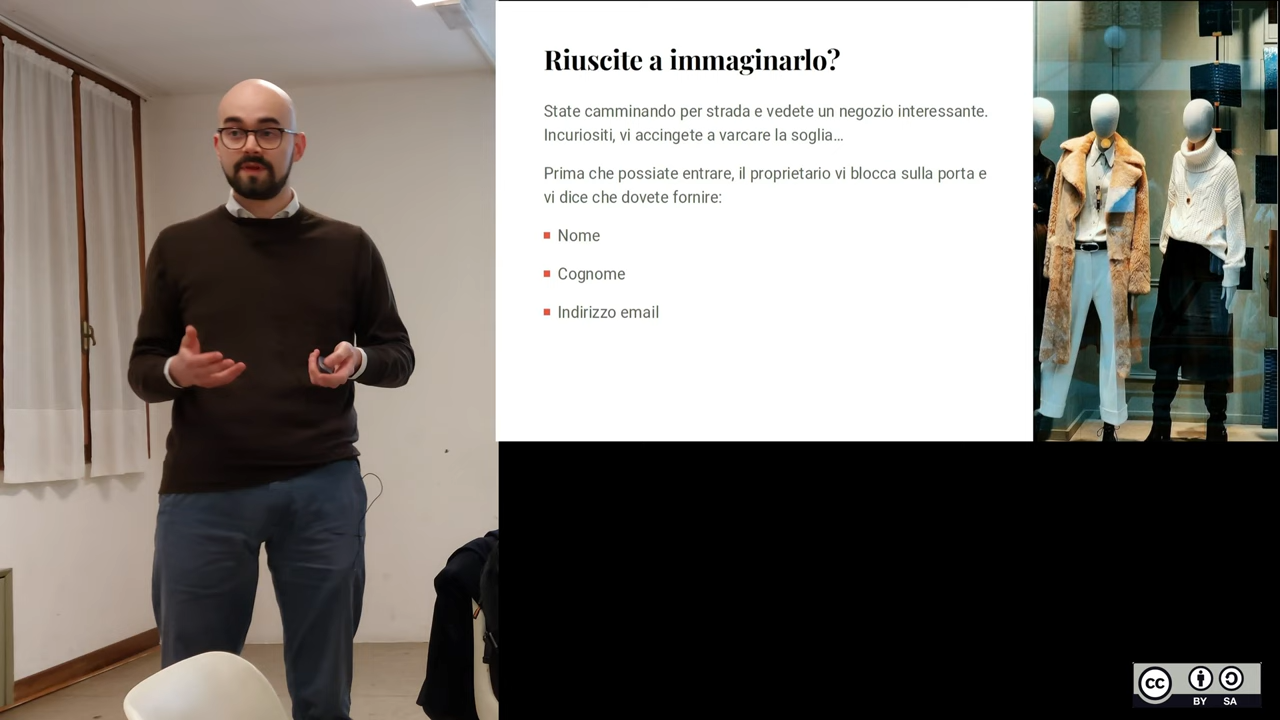 Riuscite a immaginarlo?
State camminando per strada e vedete un negozio interessante.
Incuriositi, vi accingete a varcare la soglia…
Prima che possiate entrare, il proprietario vi blocca sulla porta e
vi dice che dovete fornire:
Nome
Cognome
Indirizzo email
cc
BY SA